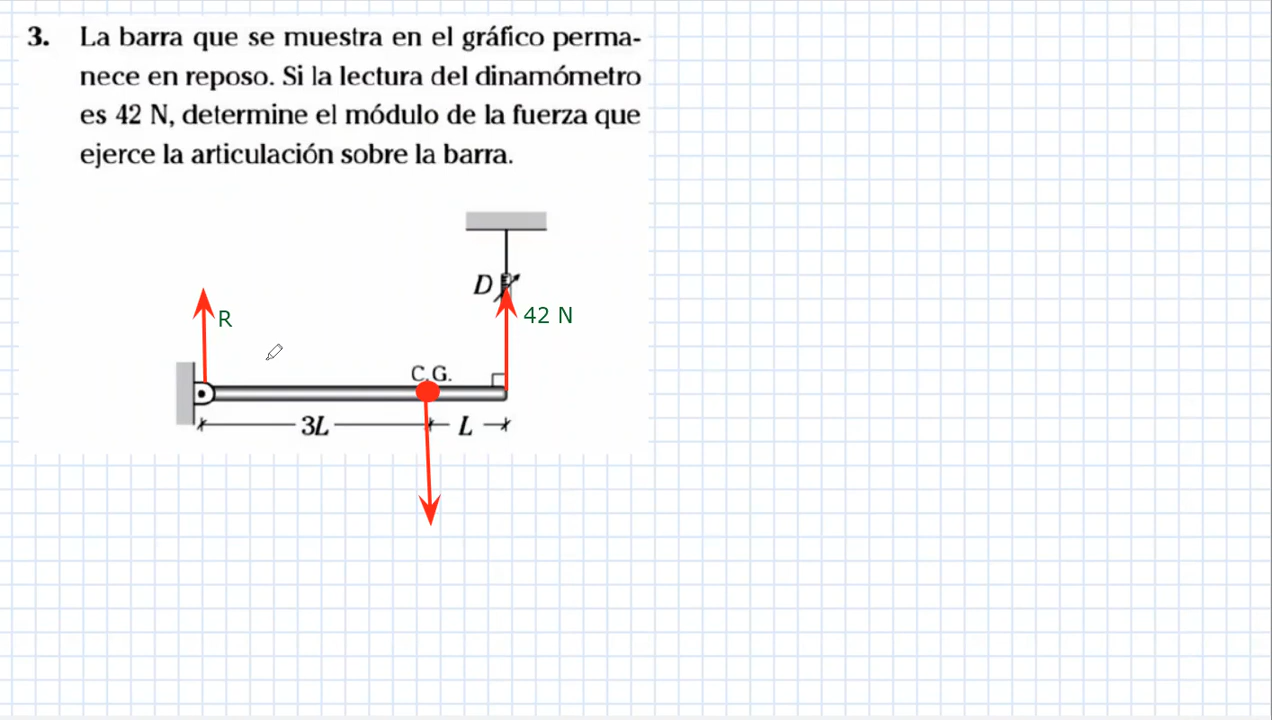 3. La barra que se muestra en el gráfico perma-
nece en reposo. Si la lectura del dinamómetro
es 42 N, determine el módulo de la fuerza que
ejerce la articulación sobre la barra.
D
R
42 N
C.G.
3L
L